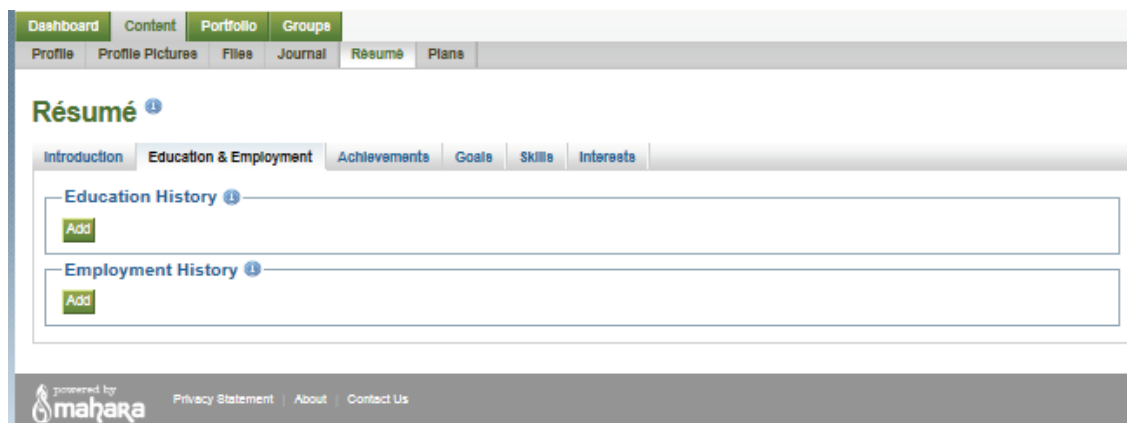 Dashboard Content Portfolio Groups
Profile Profile Pictures Files Journal Résumé Plans
Résumé
Introduction Education & Employment Achievements Goals Skills Interests
Education History
Add
Employment History
Add
powered by
mahara Privacy Statement | About | Contact Us